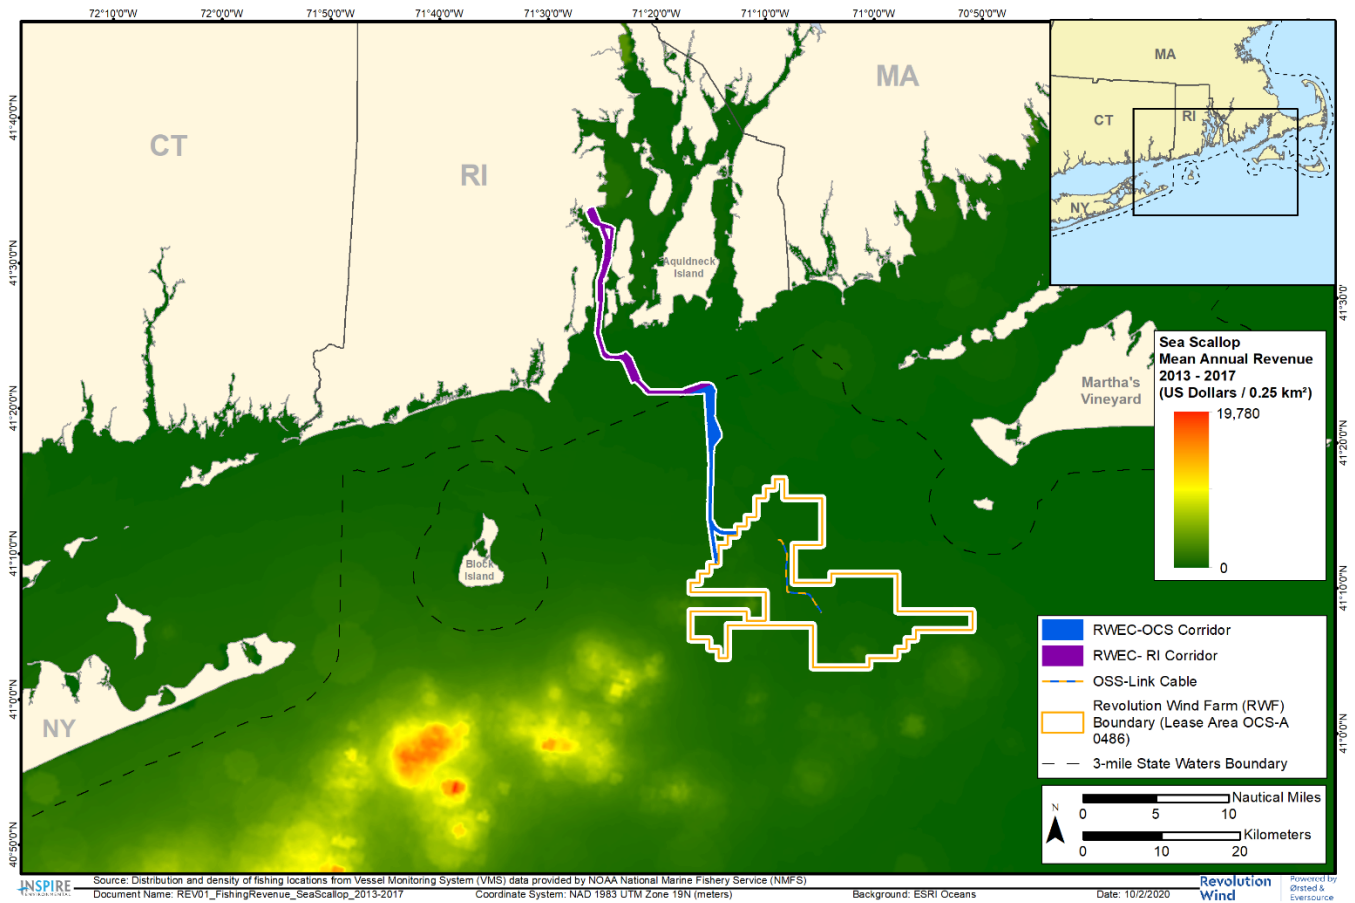 72°10'0"W 72°0'0"W 71°50'0"W 71°40'0"W 71°30'0"W 71°20'0"W 71°10'0"W 71°0'0"W 70°50'0"W
41°40'0"N
41°30'0"N
41°20'0"N
41°10'0"N
41°0'0"N
40°50'0"N
CT
RI
MA
NY
Aquidneck
Island
Block
Island
Martha's
Vineyard
MA
CT
RI
NY
41°30'0"
41°20'0"N
41°10'0"N
41°0'0"N
Sea Scallop
Mean Annual Revenue
2013 - 2017
(US Dollars / 0.25 km²)
19,780
0
RWEC-OCS Corridor
RWEC- RI Corridor
OSS-Link Cable
Revolution Wind Farm (RWF)
Boundary (Lease Area OCS-A
0486)
3-mile State Waters Boundary
N
Nautical Miles
0 5 10
Kilometers
0 10 20
INSPIRE
ENVIRONMENTAL
Source: Distribution and density of fishing locations from Vessel Monitoring System (VMS) data provided by NOAA National Marine Fishery Service (NMFS)
Document Name: REV01_FishingRevenue_SeaScallop_2013-2017 Coordinate System: NAD 1983 UTM Zone 19N (meters) Background: ESRI Oceans Date: 10/2/2020
Revolution
Wind
Powered by
Ørsted &
Eversource